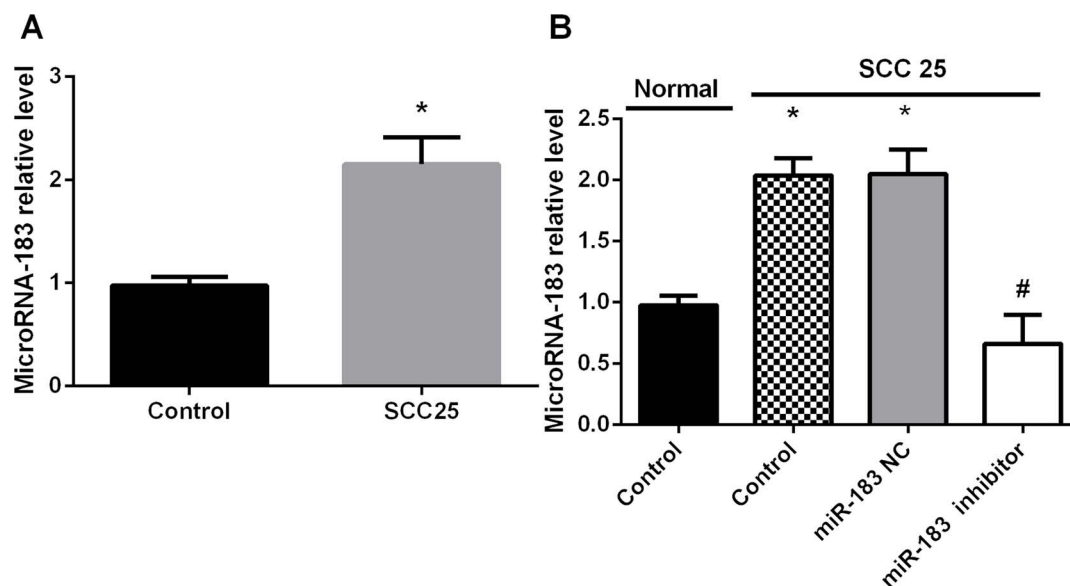 A
MicroRNA-183 relative level
3
2
1
0
*
Control
SCC25
B
MicroRNA-183 relative level
Normal
SCC 25
2.5
2.0
1.5
1.0
0.5
0.0
*
*
#
Control
Control
miR-183 NC
miR-183 inhibitor